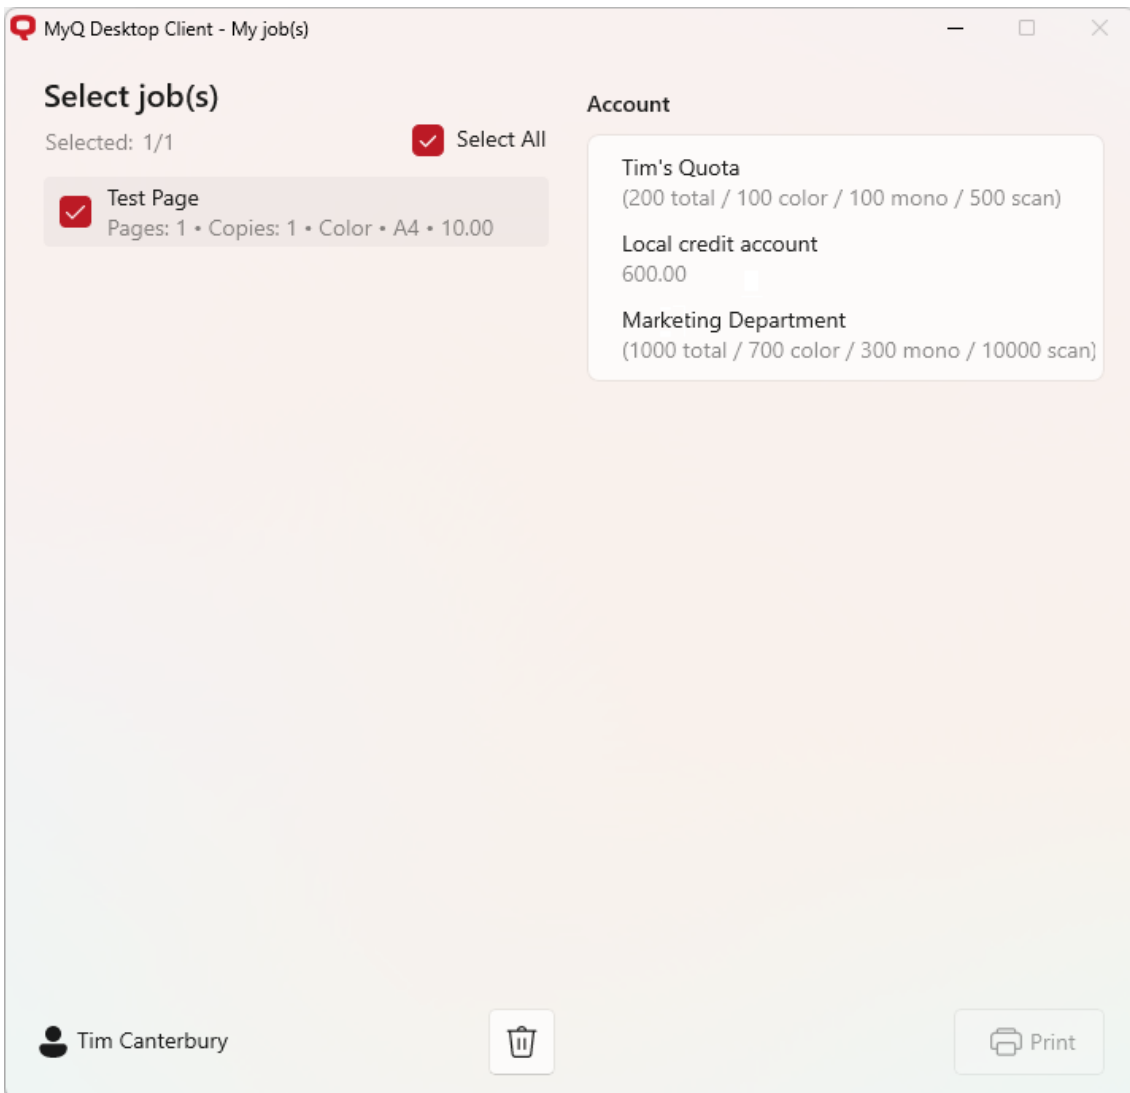 MyQ Desktop Client - My job(s)
Select job(s)
Selected: 1/1
Select All
Test Page
Pages: 1 • Copies: 1 • Color • A4 • 10.00
Account
Tim's Quota
(200 total / 100 color / 100 mono / 500 scan)
Local credit account
600.00
Marketing Department
(1000 total / 700 color / 300 mono / 10000 scan)
Tim Canterbury
Print